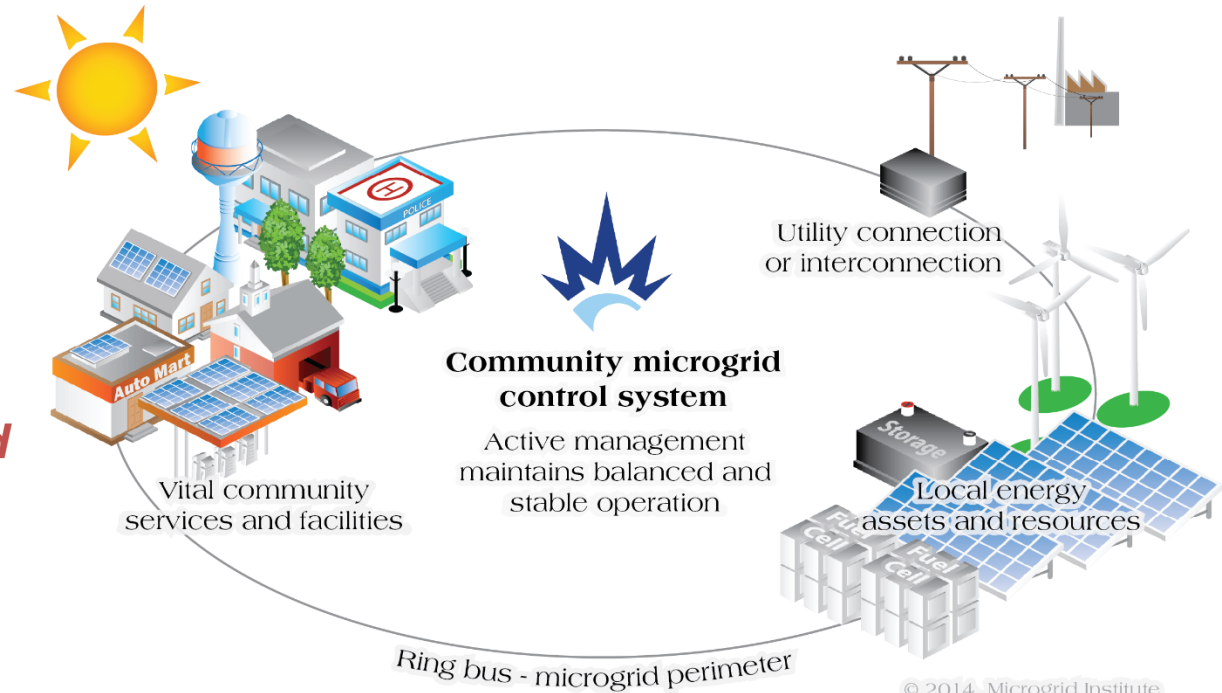 POLICE
H
Utility connection
or interconnection
Auto Mart
Community microgrid
control system
Active management
maintains balanced and
stable operation
Vital community
services and facilities
Storage
Local energy
assets and resources
Fuel
Cell
Fuel
Cell
Ring bus - microgrid perimeter
© 2014 Microgrid Institute